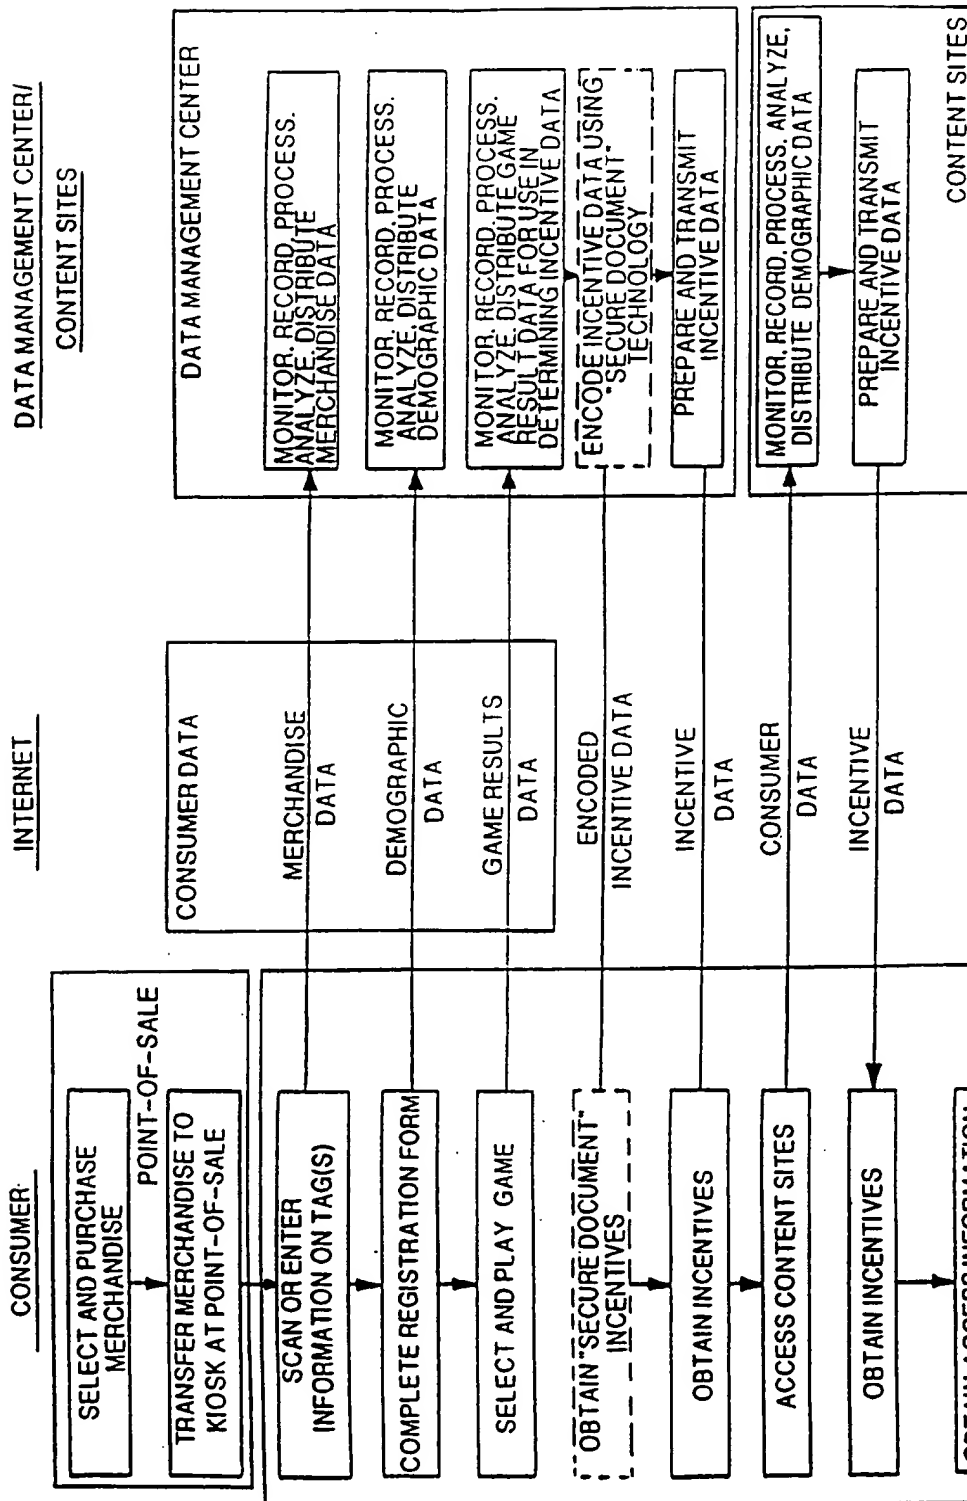 CONSUMER
SELECT AND PURCHASE
MERCHANDISE
POINT-OF-SALE
TRANSFER MERCHANDISE TO
KIOSK AT POINT-OF-SALE
SCAN OR ENTER
INFORMATION ON TAG(S)
COMPLETE REGISTRATION FORM
SELECT AND PLAY GAME
OBTAIN "SECURE DOCUMENT"
INCENTIVES
OBTAIN INCENTIVES
ACCESS CONTENT SITES
OBTAIN INCENTIVES
OBTAIN ACCESS INFORMATION
INTERNET
CONSUMER DATA
MERCHANDISE
DATA
DEMOGRAPHIC
DATA
GAME RESULTS
DATA
ENCODED
INCENTIVE DATA
INCENTIVE
DATA
CONSUMER
DATA
INCENTIVE
DATA
DATA MANAGEMENT CENTER/
CONTENT SITES
DATA MANAGEMENT CENTER
MONITOR, RECORD, PROCESS,
ANALYZE, DISTRIBUTE
MERCHANDISE DATA
MONITOR, RECORD, PROCESS,
ANALYZE, DISTRIBUTE
DEMOGRAPHIC DATA
MONITOR, RECORD, PROCESS,
ANALYZE, DISTRIBUTE GAME
RESULT DATA FOR USE IN
DETERMINING INCENTIVE DATA
ENCODE INCENTIVE DATA USING
"SECURE DOCUMENT"
TECHNOLOGY
PREPARE AND TRANSMIT
INCENTIVE DATA
MONITOR, RECORD, PROCESS, ANALYZE,
DISTRIBUTE DEMOGRAPHIC DATA
PREPARE AND TRANSMIT
INCENTIVE DATA
CONTENT SITES